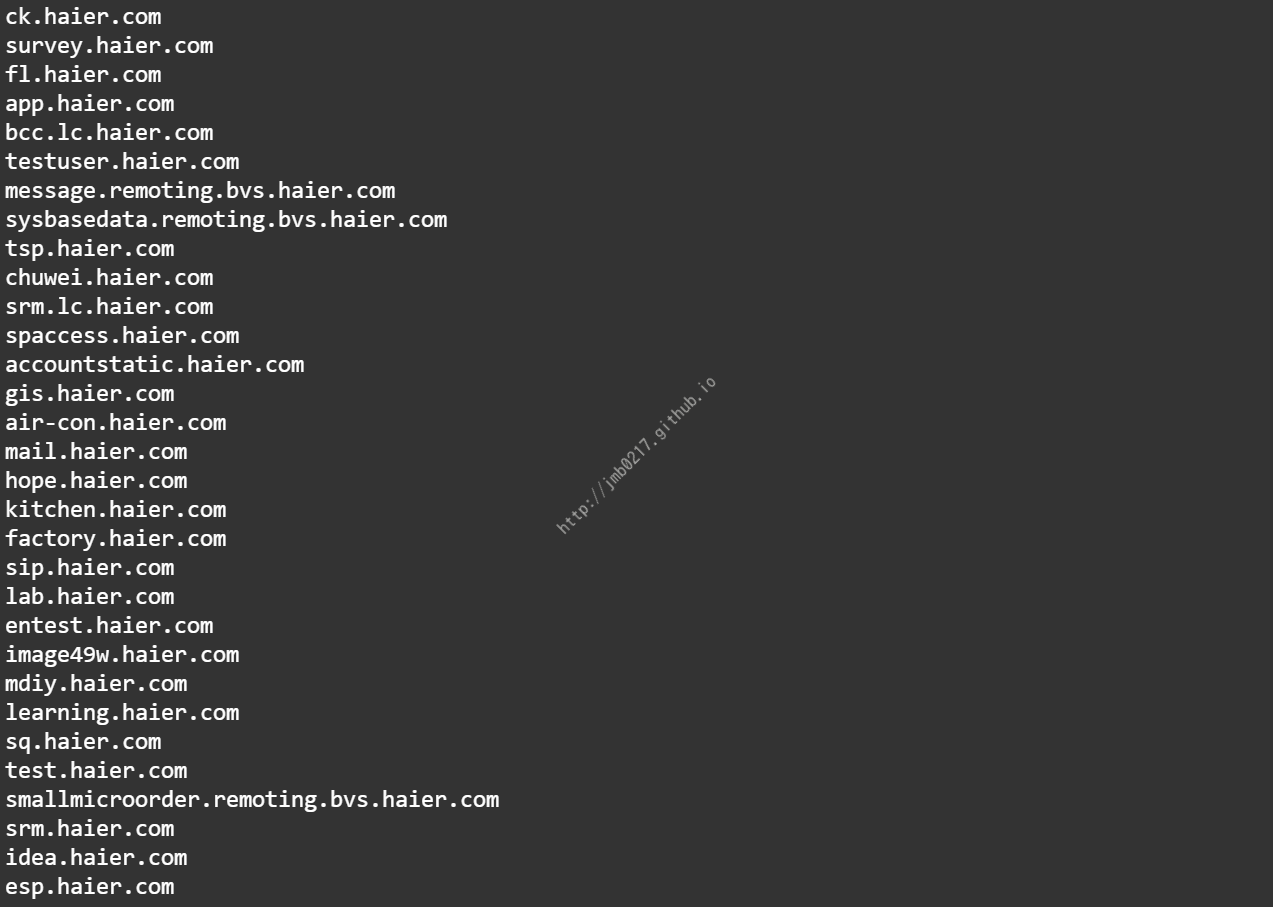 ck.haier.com
survey.haier.com
fl.haier.com
app.haier.com
bcc.lc.haier.com
testuser.haier.com
message.remoting.bvs.haier.com
sysbasedata.remoting.bvs.haier.com
tsp.haier.com
chuwei.haier.com
srm.lc.haier.com
spaccess.haier.com
accountstatic.haier.com
gis.haier.com
air-con.haier.com
mail.haier.com
hope.haier.com
kitchen.haier.com
factory.haier.com
sip.haier.com
lab.haier.com
entest.haier.com
image49w.haier.com
mdiy.haier.com
learning.haier.com
sq.haier.com
test.haier.com
smallmicroorder.remoting.bvs.haier.com
srm.haier.com
idea.haier.com
esp.haier.com
http://jmb0217.github.io